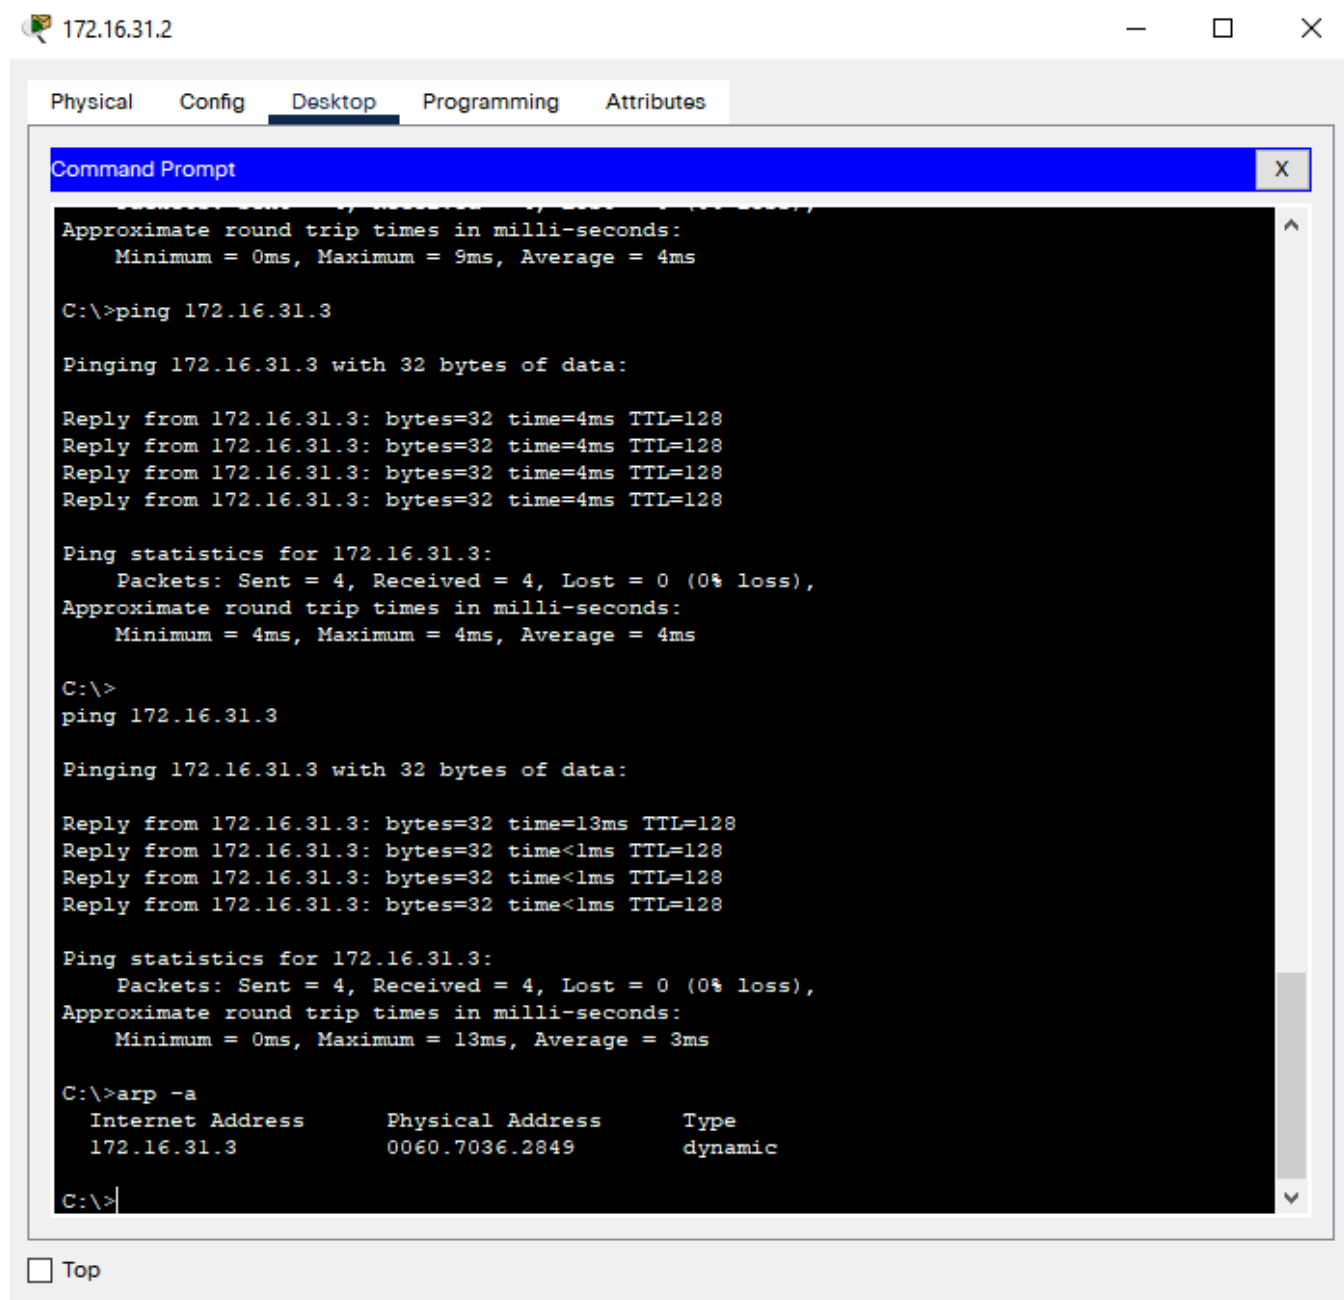 172.16.31.2
Physical Config Desktop Programming Attributes
Command Prompt X
Approximate round trip times in milli-seconds:
    Minimum = 0ms, Maximum = 9ms, Average = 4ms
C:\>ping 172.16.31.3
Pinging 172.16.31.3 with 32 bytes of data:
Reply from 172.16.31.3: bytes=32 time=4ms TTL=128
Reply from 172.16.31.3: bytes=32 time=4ms TTL=128
Reply from 172.16.31.3: bytes=32 time=4ms TTL=128
Reply from 172.16.31.3: bytes=32 time=4ms TTL=128
Ping statistics for 172.16.31.3:
    Packets: Sent = 4, Received = 4, Lost = 0 (0% loss),
Approximate round trip times in milli-seconds:
    Minimum = 4ms, Maximum = 4ms, Average = 4ms
C:\>
ping 172.16.31.3
Pinging 172.16.31.3 with 32 bytes of data:
Reply from 172.16.31.3: bytes=32 time=13ms TTL=128
Reply from 172.16.31.3: bytes=32 time<1ms TTL=128
Reply from 172.16.31.3: bytes=32 time<1ms TTL=128
Reply from 172.16.31.3: bytes=32 time<1ms TTL=128
Ping statistics for 172.16.31.3:
    Packets: Sent = 4, Received = 4, Lost = 0 (0% loss),
Approximate round trip times in milli-seconds:
    Minimum = 0ms, Maximum = 13ms, Average = 3ms
C:\>arp -a
  Internet Address      Physical Address      Type
  172.16.31.3           0060.7036.2849        dynamic
C:\>
Top